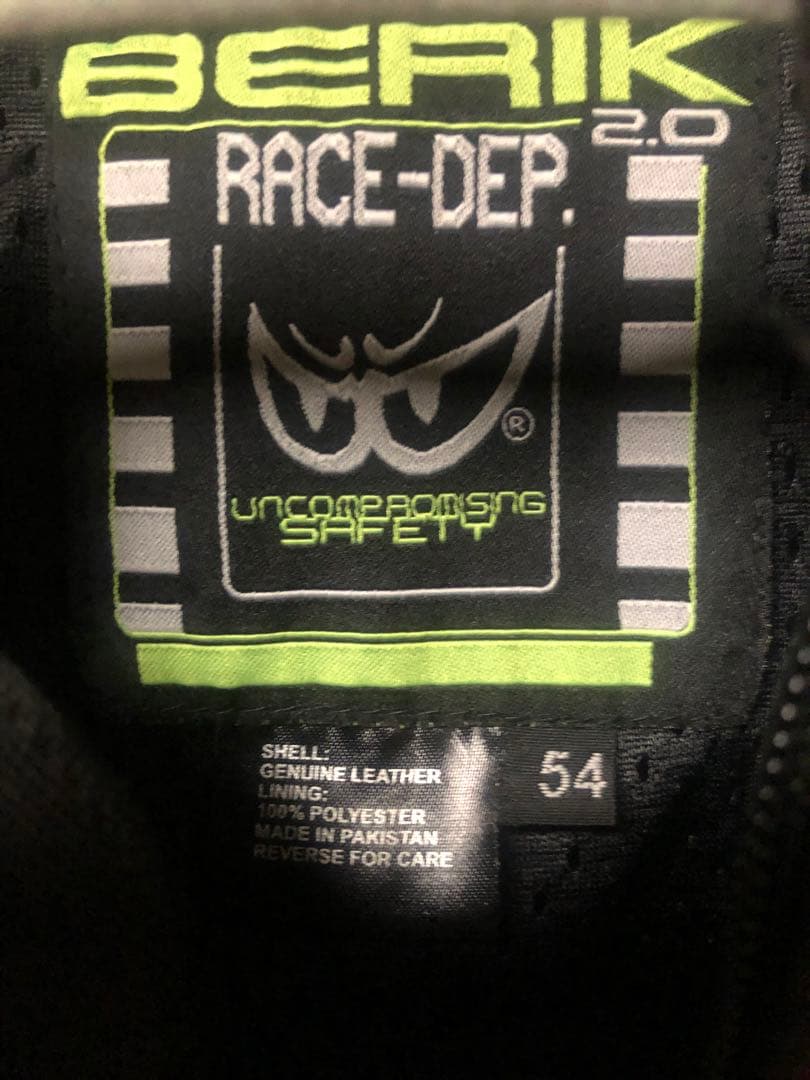 BERIK
2.0
RACE-DEP.
®
UNCOMPROMISING
SAFETY
SHELL:
GENUINE LEATHER
LINING:
100% POLYESTER
MADE IN PAKISTAN
REVERSE FOR CARE
54